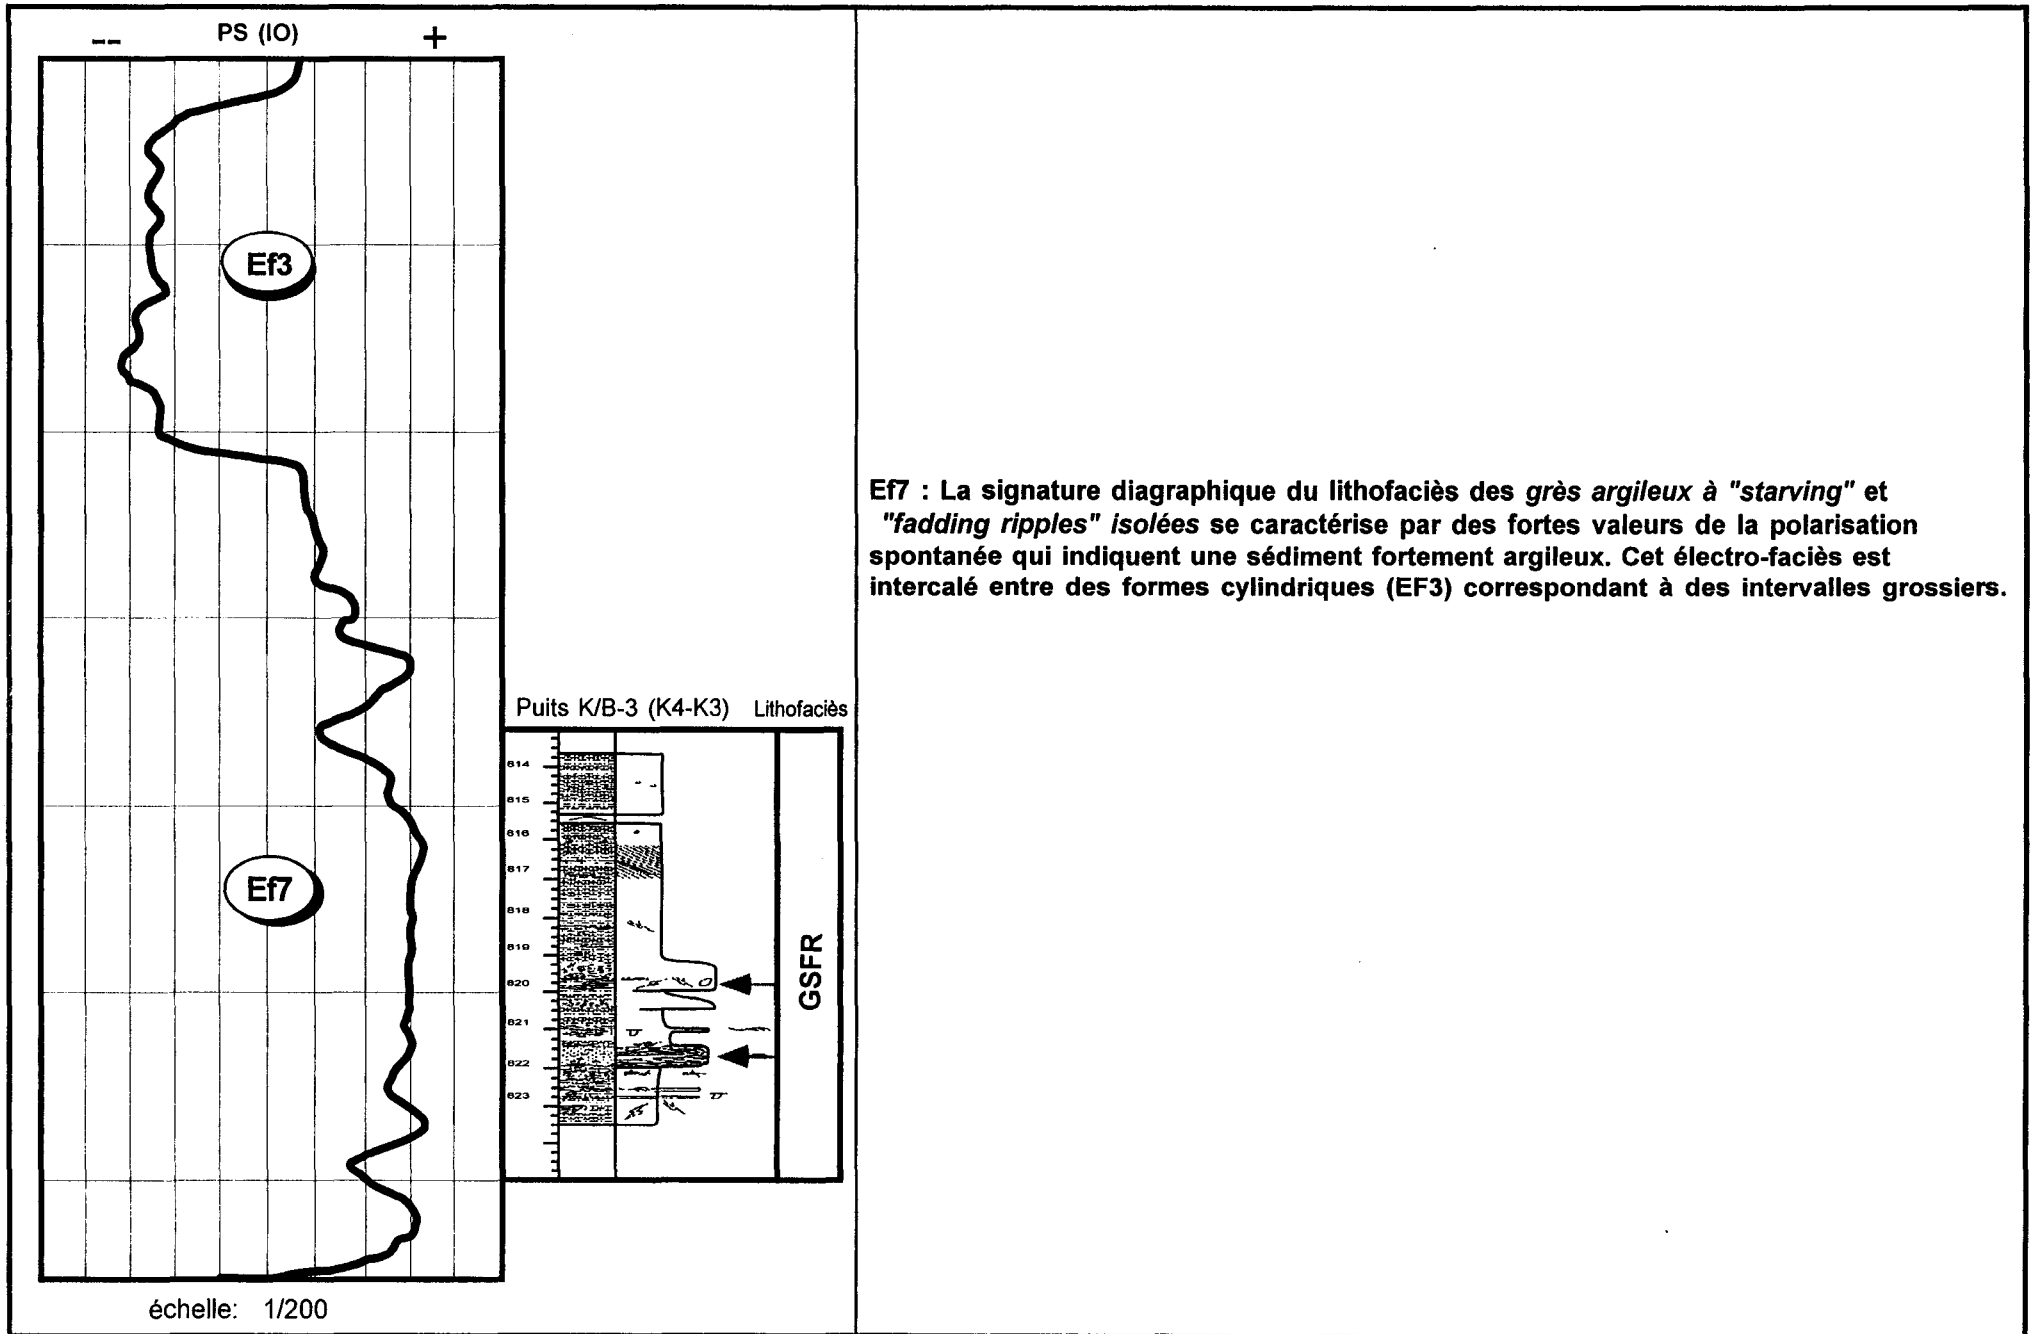 -- PS (IO) +
Ef3
Ef7
échelle: 1/200
Puits K/B-3 (K4-K3) Lithofaciès
814
815
816
817
818
819
820
821
822
823
GSFR
Ef7 : La signature diagraphique du lithofaciès des grès argileux à "starving" et
"fadding ripples" isolées se caractérise par des fortes valeurs de la polarisation
spontanée qui indiquent une sédiment fortement argileux. Cet électro-faciès est
intercalé entre des formes cylindriques (EF3) correspondant à des intervalles grossiers.